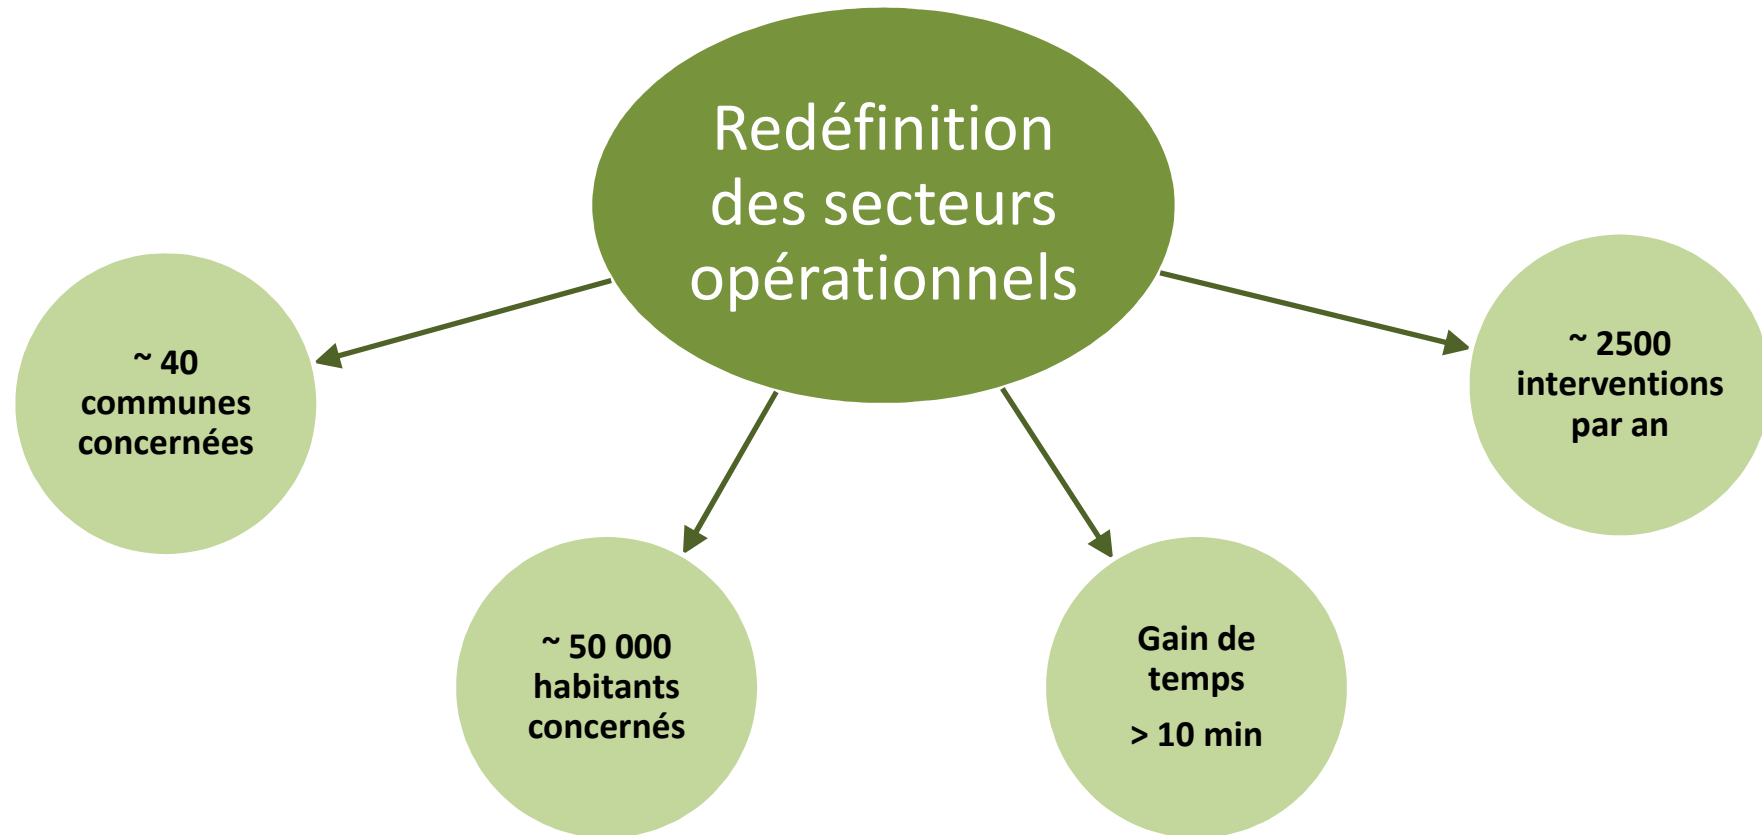 Redéfinition
des secteurs
opérationnels
~ 40
communes
concernées
~ 50 000
habitants
concernés
Gain de
temps
> 10 min
~ 2500
interventions
par an